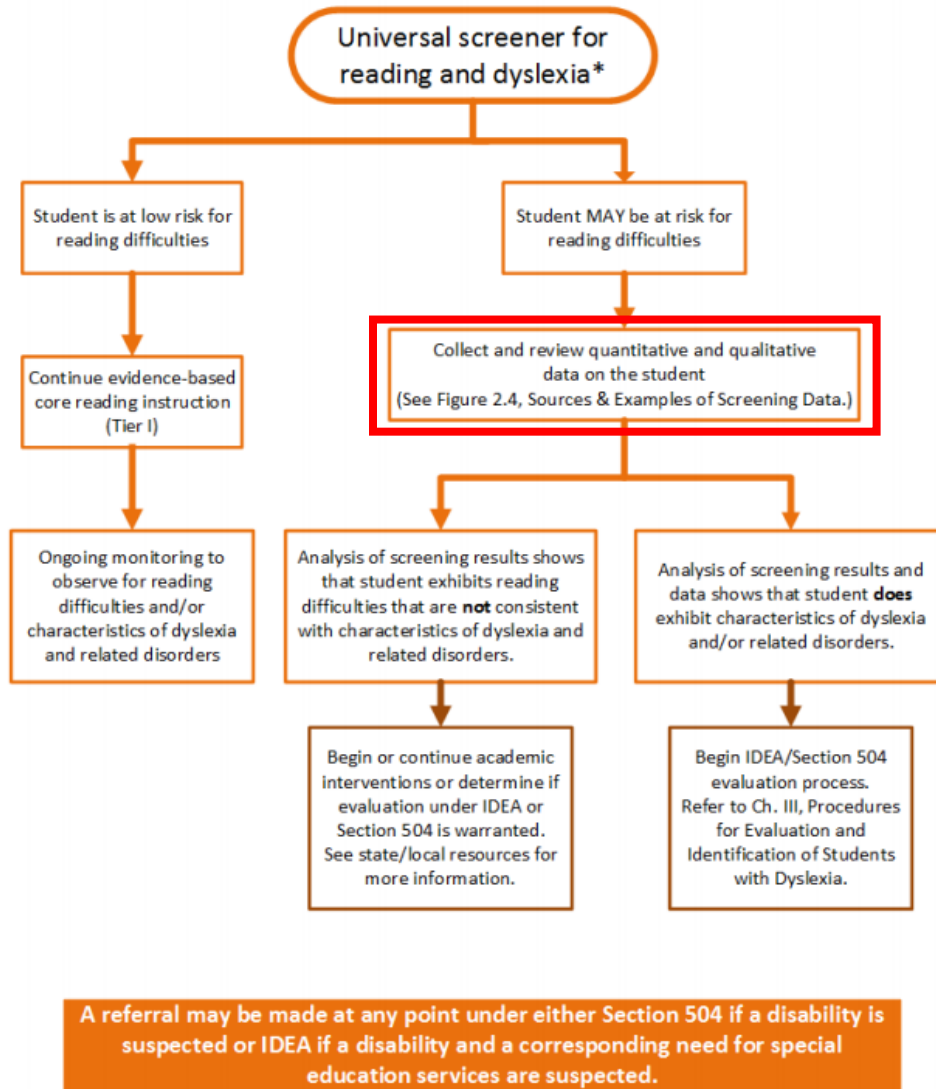 Universal screener for
reading and dyslexia*
Student is at low risk for
reading difficulties
Student MAY be at risk for
reading difficulties
Continue evidence-based
core reading instruction
(Tier I)
Collect and review quantitative and qualitative
data on the student
(See Figure 2.4, Sources & Examples of Screening Data.)
Ongoing monitoring to
observe for reading
difficulties and/or
characteristics of dyslexia
and related disorders
Analysis of screening results shows
that student exhibits reading
difficulties that are not consistent
with characteristics of dyslexia and
related disorders.
Analysis of screening results and
data shows that student does
exhibit characteristics of dyslexia
and/or related disorders.
Begin or continue academic
interventions or determine if
evaluation under IDEA or
Section 504 is warranted.
See state/local resources for
more information.
Begin IDEA/Section 504
evaluation process.
Refer to Ch. III, Procedures
for Evaluation and
Identification of Students
with Dyslexia.
A referral may be made at any point under either Section 504 if a disability is
suspected or IDEA if a disability and a corresponding need for special
education services are suspected.